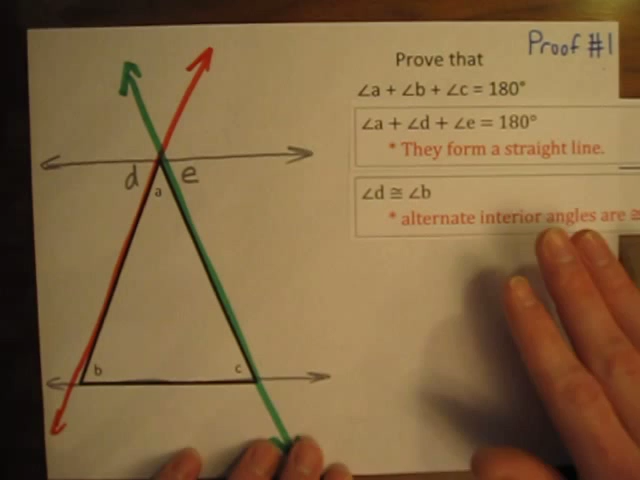 Proof #1
Prove that
∠a + ∠b + ∠c = 180°
∠a + ∠d + ∠e = 180°
* They form a straight line.
∠d ≅ ∠b
* alternate interior angles are ≅
d
e
a
b
c